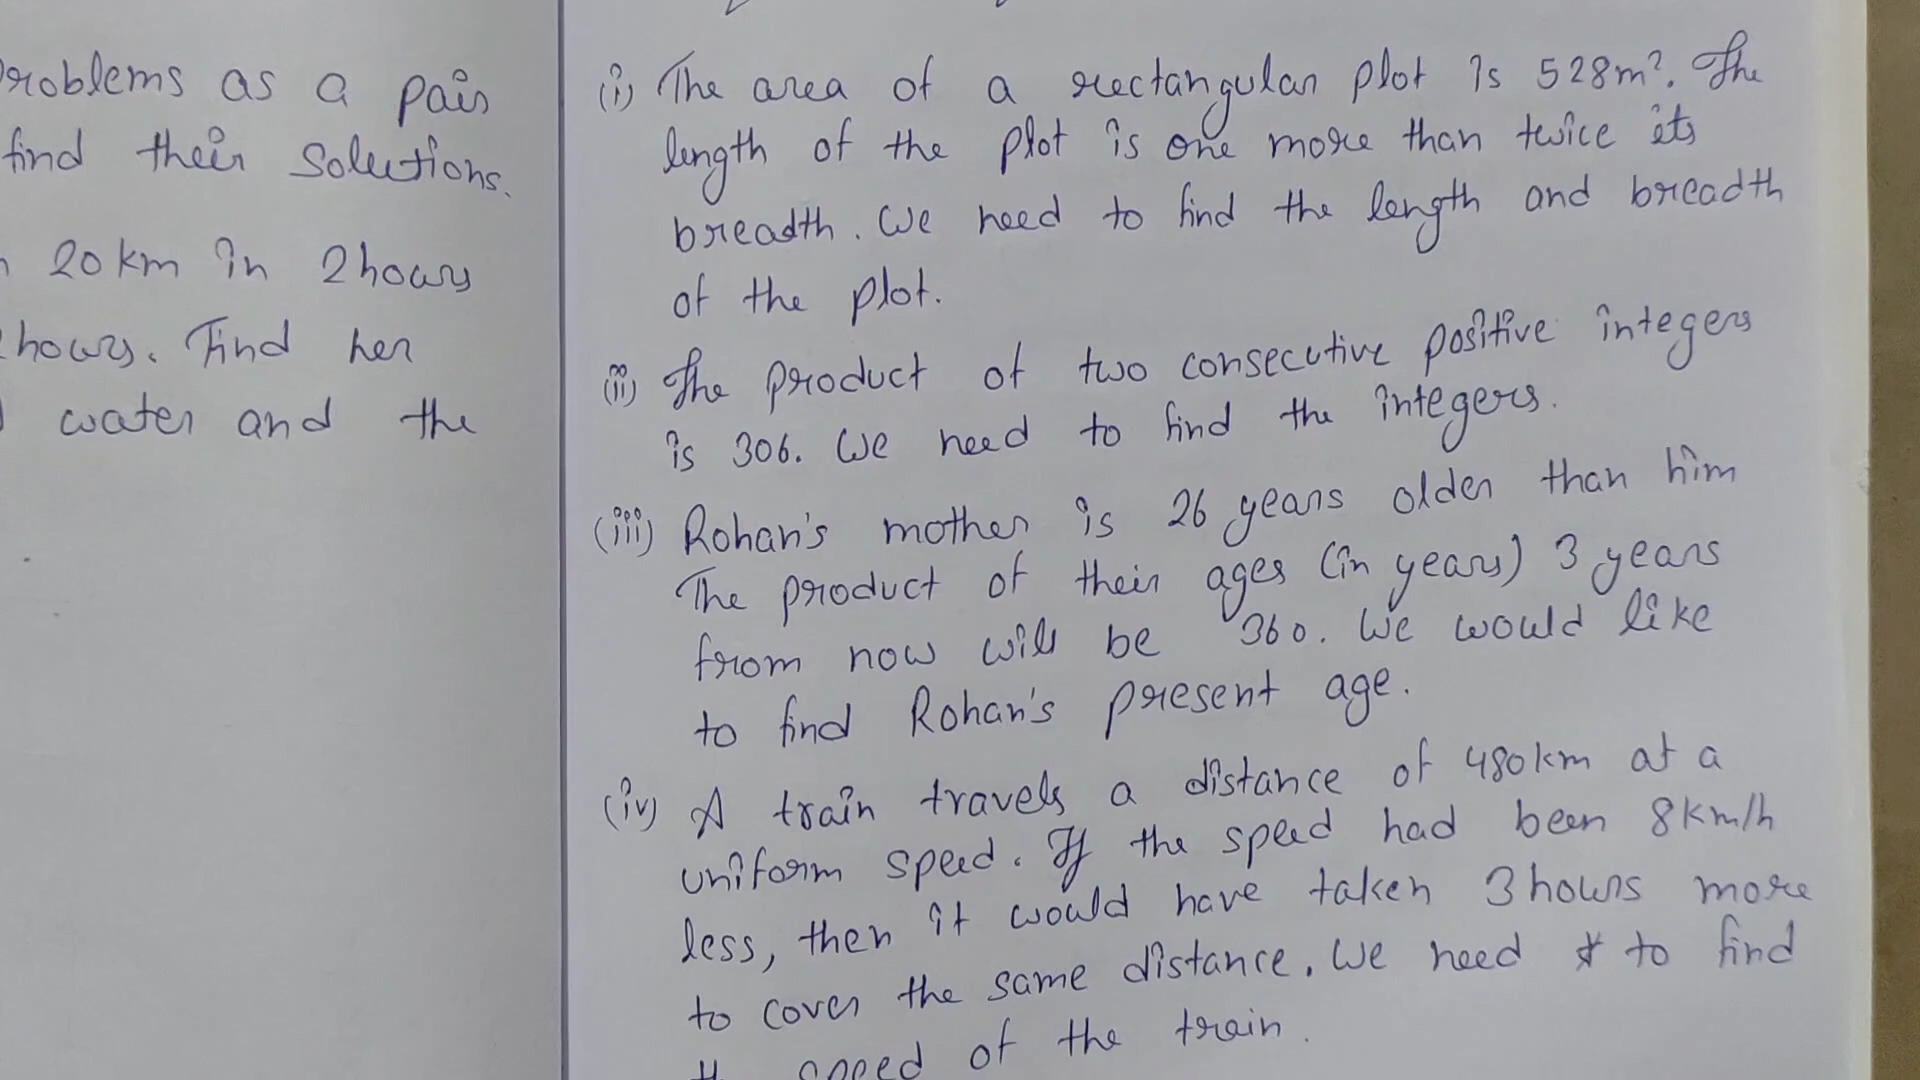 problems as a pair
find their solutions.
20 km in 2 hours
hours. Find her
water and the
(i) The area of a rectangular plot is 528m². The
length of the plot is one more than twice its
breadth. We need to find the length and breadth
of the plot.
(ii) The product of two consecutive positive integers
is 306. We need to find the integers.
(iii) Rohan's mother is 26 years older than him
The product of their ages (in years) 3 years
from now will be 360. We would like
to find Rohan's present age.
(iv) A train travels a distance of 480km at a
uniform speed. If the speed had been 8km/h
less, then it would have taken 3 hours more
to cover the same distance. We need to find
speed of the train.